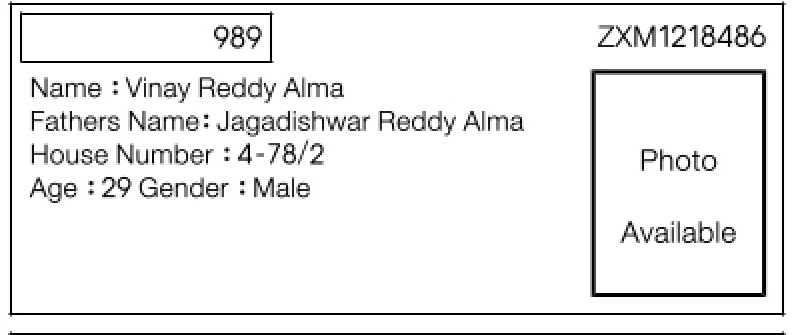 989
ZXM1218486
Name : Vinay Reddy Alma
Fathers Name: Jagadishwar Reddy Alma
House Number : 4-78/2
Age : 29 Gender : Male
Photo
Available